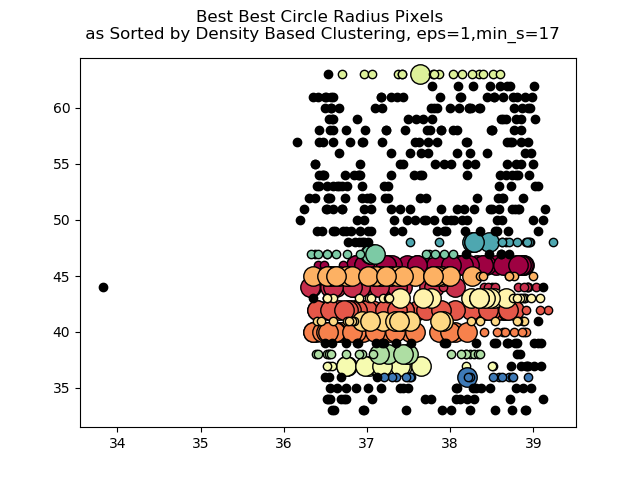 Best Best Circle Radius Pixels
as Sorted by Density Based Clustering, eps=1,min_s=17
60
55
50
45
40
35
34 35 36 37 38 39